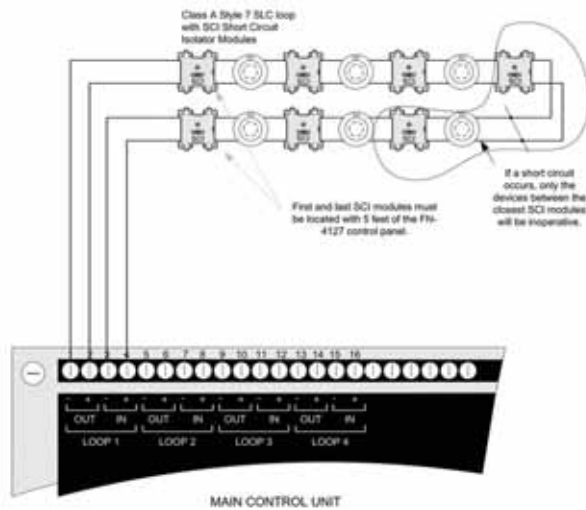 Class A Style 7 SLC loop
with SCI Short Circuit
Isolator Modules
If a short circuit
occurs, only the
devices between the
closest SCI modules
will be inoperative.
First and last SCI modules must
be located with 5 feet of the FN-
4127 control panel.
2 3 4 5 6 7 8 9 10 11 12 13 14 15 16
- + - + - + - + - + - + - + - +
OUT IN OUT IN OUT IN OUT IN
LOOP 1 LOOP 2 LOOP 3 LOOP 4
MAIN CONTROL UNIT